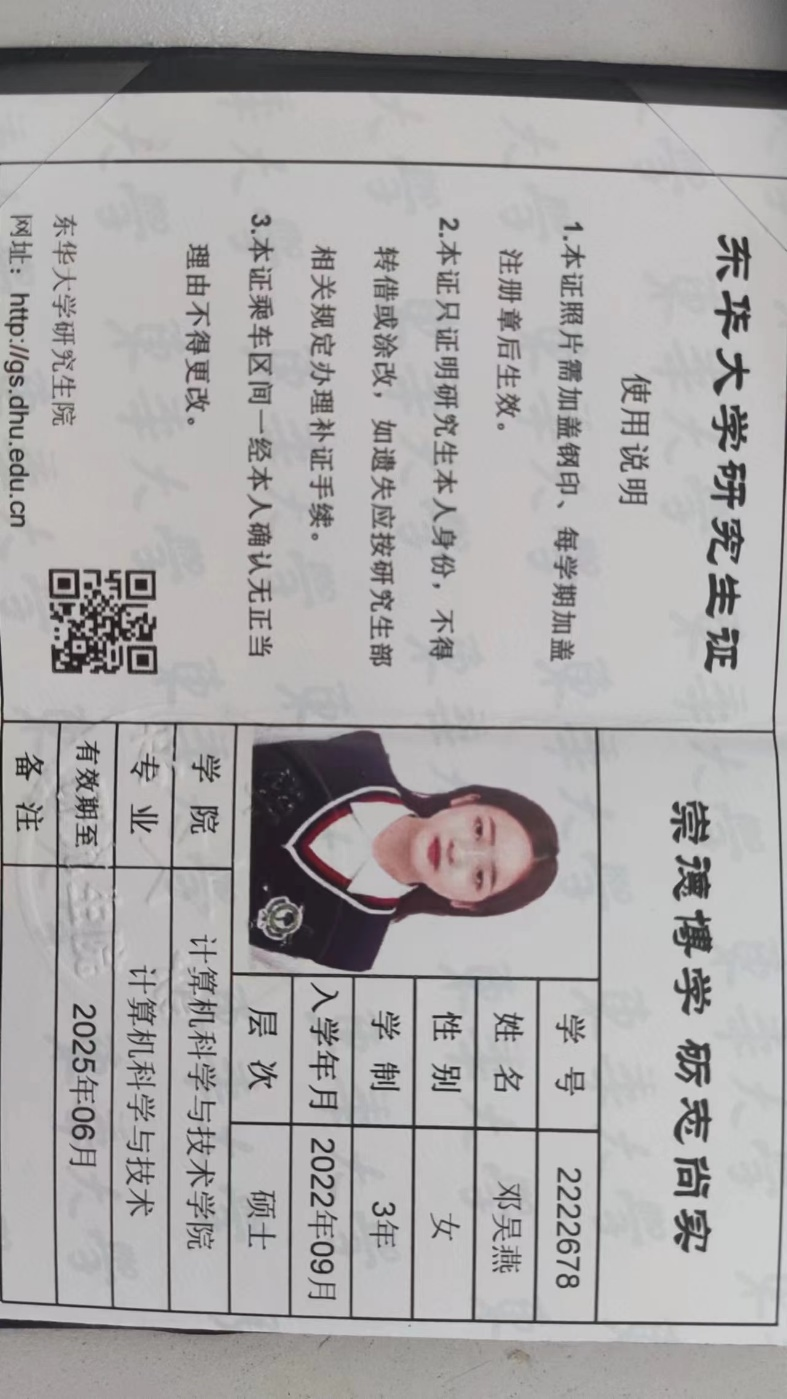 东华大学研究生证
使用说明
1.本证照片需加盖钢印、每学期加盖
注册章后生效。
2.本证只证明研究生本人身份，不得
转借或涂改，如遗失应按研究生部
相关规定办理补证手续。
3.本证乘车区间一经本人确认无正当
理由不得更改。
东华大学研究生院
网址：http://gs.dhu.edu.cn
崇德博学 砺志尚实
学号 2222678
姓名 邓吴燕
性别 女
学制 3年
入学年月 2022年09月
层次 硕士
学院 计算机科学与技术学院
专业 计算机科学与技术
有效期至 2025年06月
备注